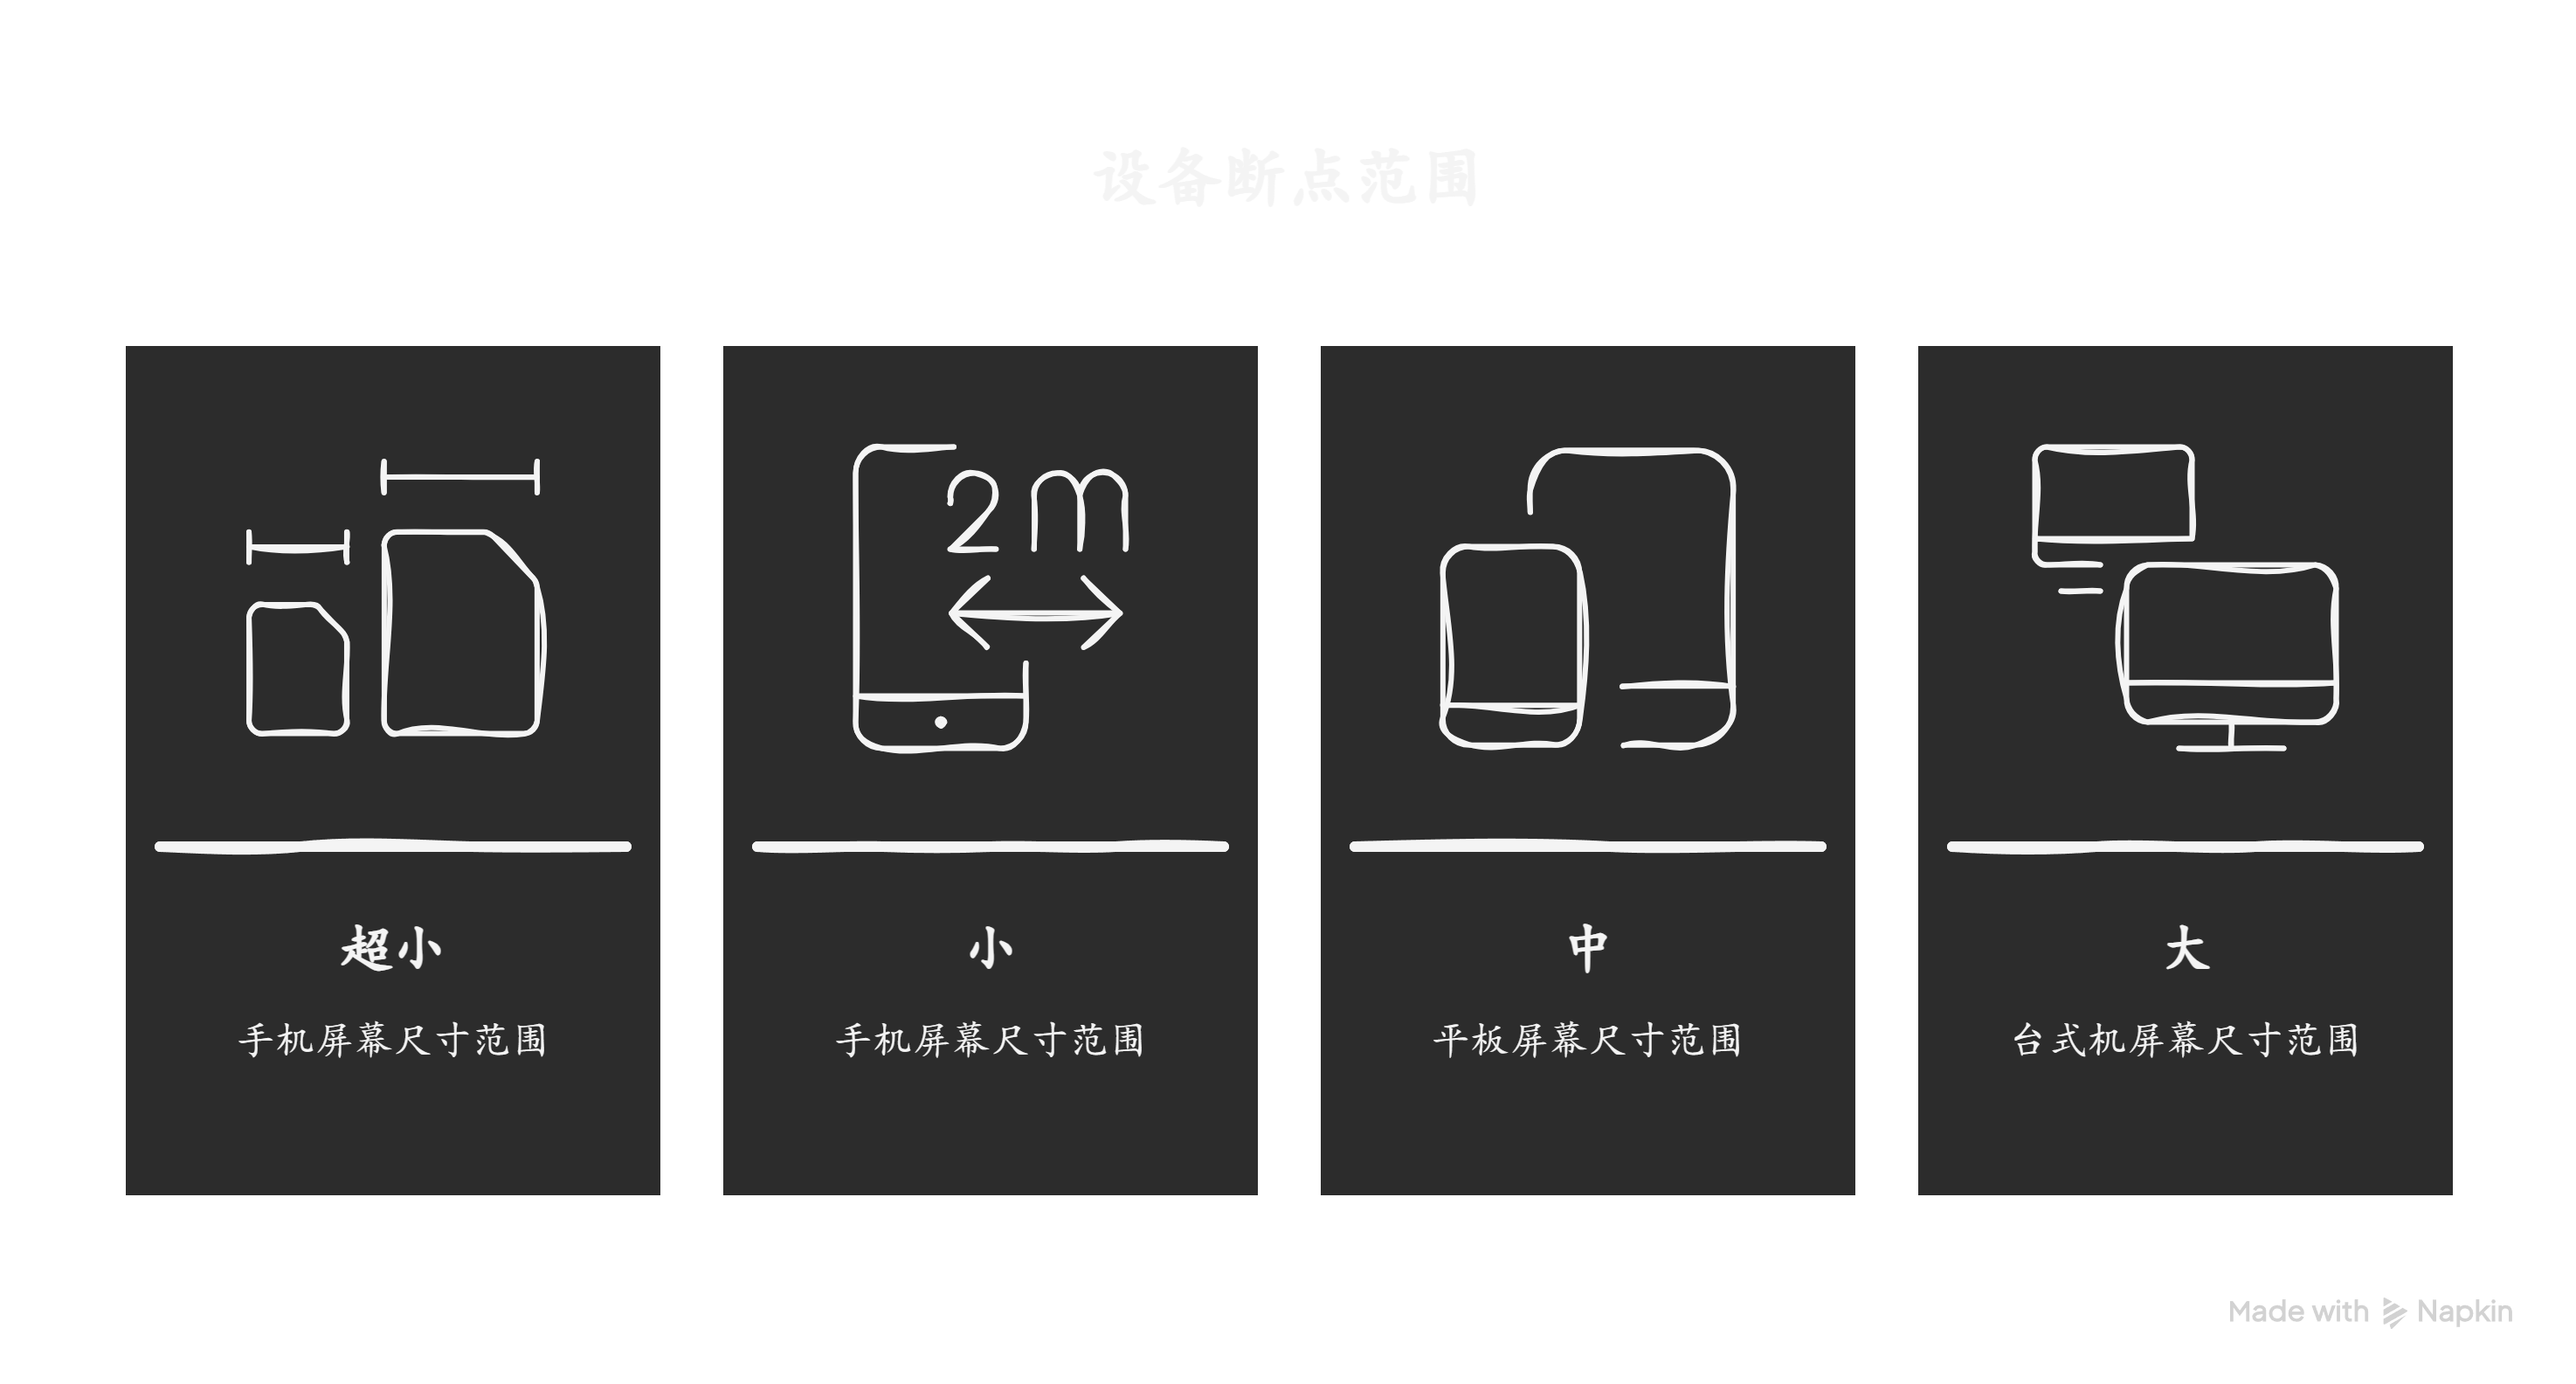 设备断点范围
2 m
超小
手机屏幕尺寸范围
小
手机屏幕尺寸范围
中
平板屏幕尺寸范围
大
台式机屏幕尺寸范围
Made with Napkin